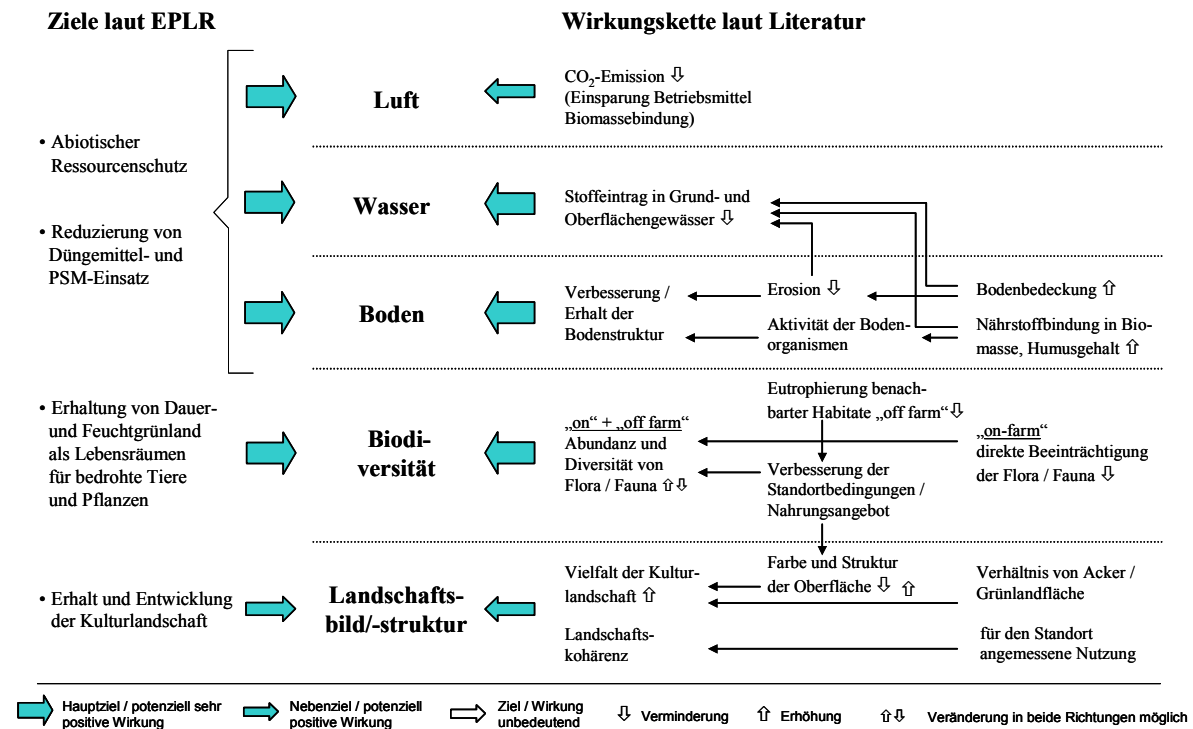 Ziele laut EPLR
Wirkungskette laut Literatur
• Abiotischer
Ressourcenschutz
• Reduzierung von
Düngemittel- und
PSM-Einsatz
Luft
CO₂-Emission ⇩
(Einsparung Betriebsmittel
Biomassebindung)
Wasser
Stoffeintrag in Grund- und
Oberflächengewässer ⇩
Boden
Verbesserung /
Erhalt der
Bodenstruktur
Erosion ⇩
Aktivität der Boden-
organismen
Bodenbedeckung ⇧
Nährstoffbindung in Bio-
masse, Humusgehalt ⇧
• Erhaltung von Dauer-
und Feuchtgrünland
als Lebensräumen
für bedrohte Tiere
und Pflanzen
Biodi-
versität
„on“ + „off farm“
Abundanz und
Diversität von
Flora / Fauna ⇧⇩
Eutrophierung benach-
barter Habitate „off farm“ ⇩
Verbesserung der
Standortbedingungen /
Nahrungsangebot
„on-farm“
direkte Beeinträchtigung
der Flora / Fauna ⇩
• Erhalt und Entwicklung
der Kulturlandschaft
Landschafts-
bild/-struktur
Vielfalt der Kultur-
landschaft ⇧
Landschafts-
kohärenz
Farbe und Struktur
der Oberfläche ⇩ ⇧
Verhältnis von Acker /
Grünlandfläche
für den Standort
angemessene Nutzung
Hauptziel / potenziell sehr
positive Wirkung
Nebenziel / potenziell
positive Wirkung
Ziel / Wirkung
unbedeutend
⇩ Verminderung
⇧ Erhöhung
⇧⇩ Veränderung in beide Richtungen möglich